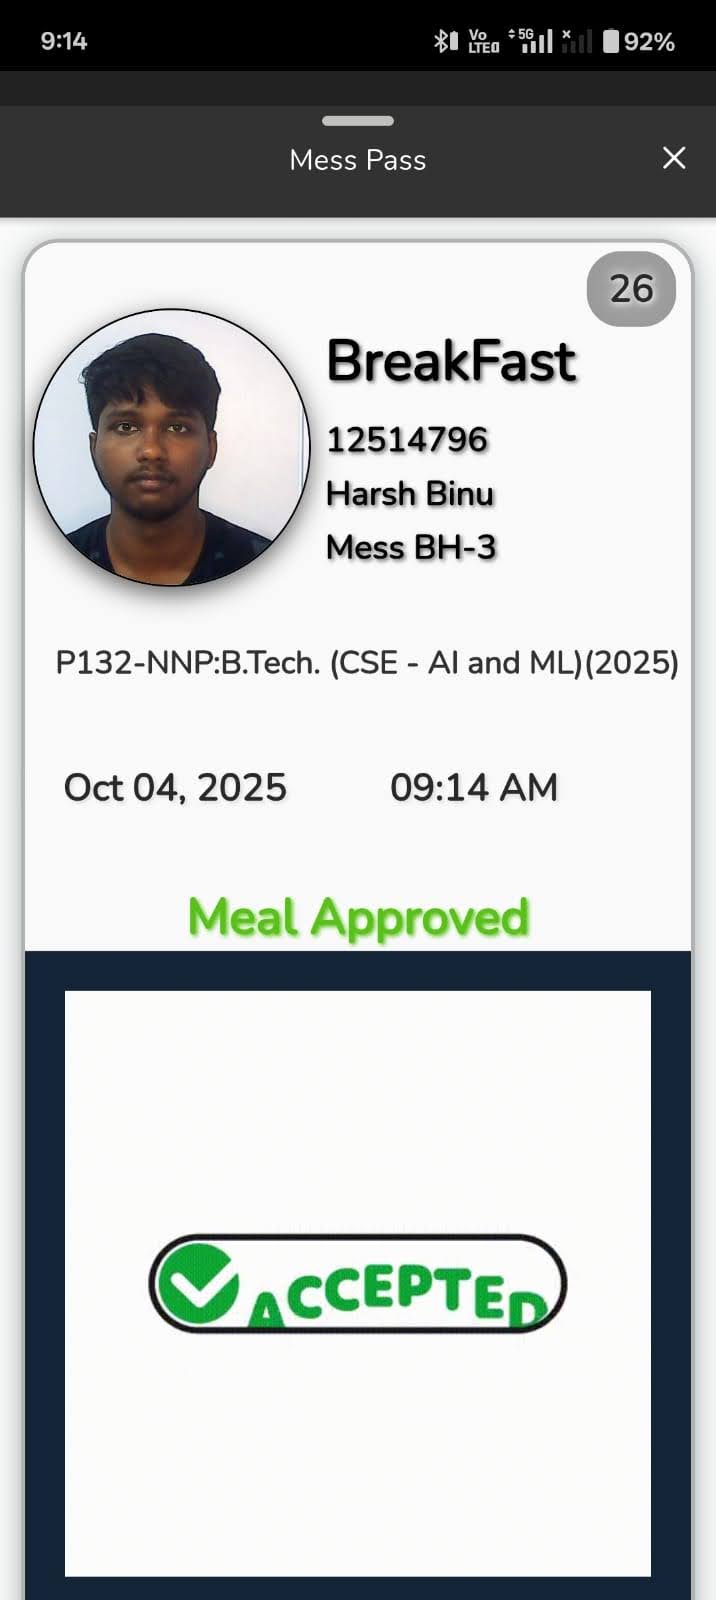 9:14
Vo LTE 5G 92%
Mess Pass
26
BreakFast
12514796
Harsh Binu
Mess BH-3
P132-NNP:B.Tech. (CSE - AI and ML)(2025)
Oct 04, 2025 09:14 AM
Meal Approved
ACCEPTED